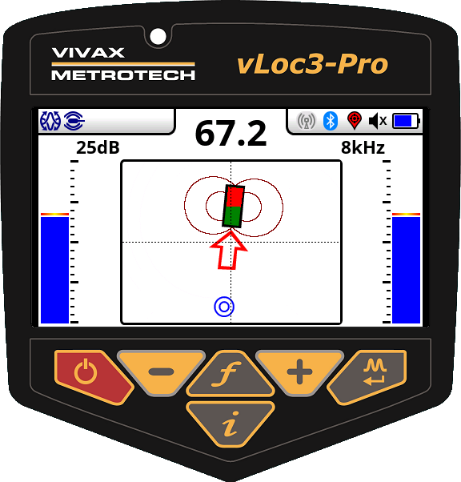 VIVAX
METROTECH
vLoc3-Pro
67.2
25dB
8kHz
f
i